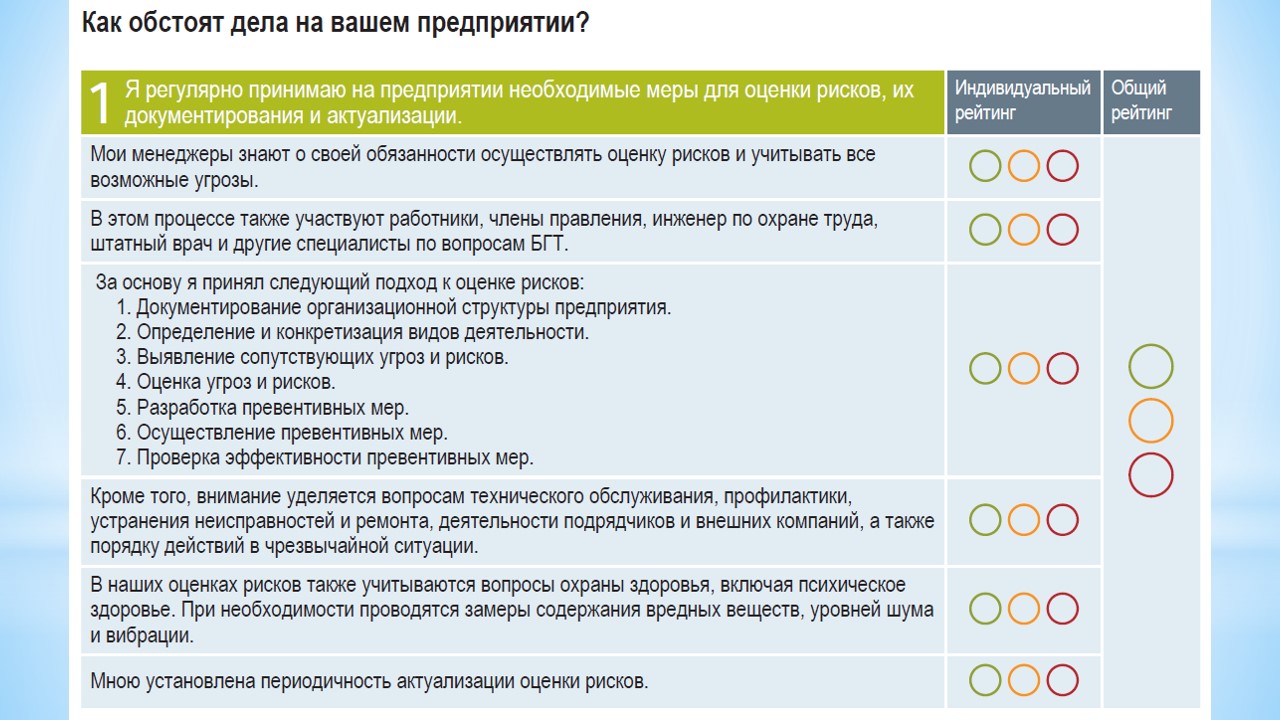 Как обстоят дела на вашем предприятии?
1 Я регулярно принимаю на предприятии необходимые меры для оценки рисков, их
документирования и актуализации.
Индивидуальный
рейтинг
Общий
рейтинг
Мои менеджеры знают о своей обязанности осуществлять оценку рисков и учитывать все
возможные угрозы.
В этом процессе также участвуют работники, члены правления, инженер по охране труда,
штатный врач и другие специалисты по вопросам БГТ.
За основу я принял следующий подход к оценке рисков:
1. Документирование организационной структуры предприятия.
2. Определение и конкретизация видов деятельности.
3. Выявление сопутствующих угроз и рисков.
4. Оценка угроз и рисков.
5. Разработка превентивных мер.
6. Осуществление превентивных мер.
7. Проверка эффективности превентивных мер.
Кроме того, внимание уделяется вопросам технического обслуживания, профилактики,
устранения неисправностей и ремонта, деятельности подрядчиков и внешних компаний, а также
порядку действий в чрезвычайной ситуации.
В наших оценках рисков также учитываются вопросы охраны здоровья, включая психическое
здоровье. При необходимости проводятся замеры содержания вредных веществ, уровней шума
и вибрации.
Мною установлена периодичность актуализации оценки рисков.